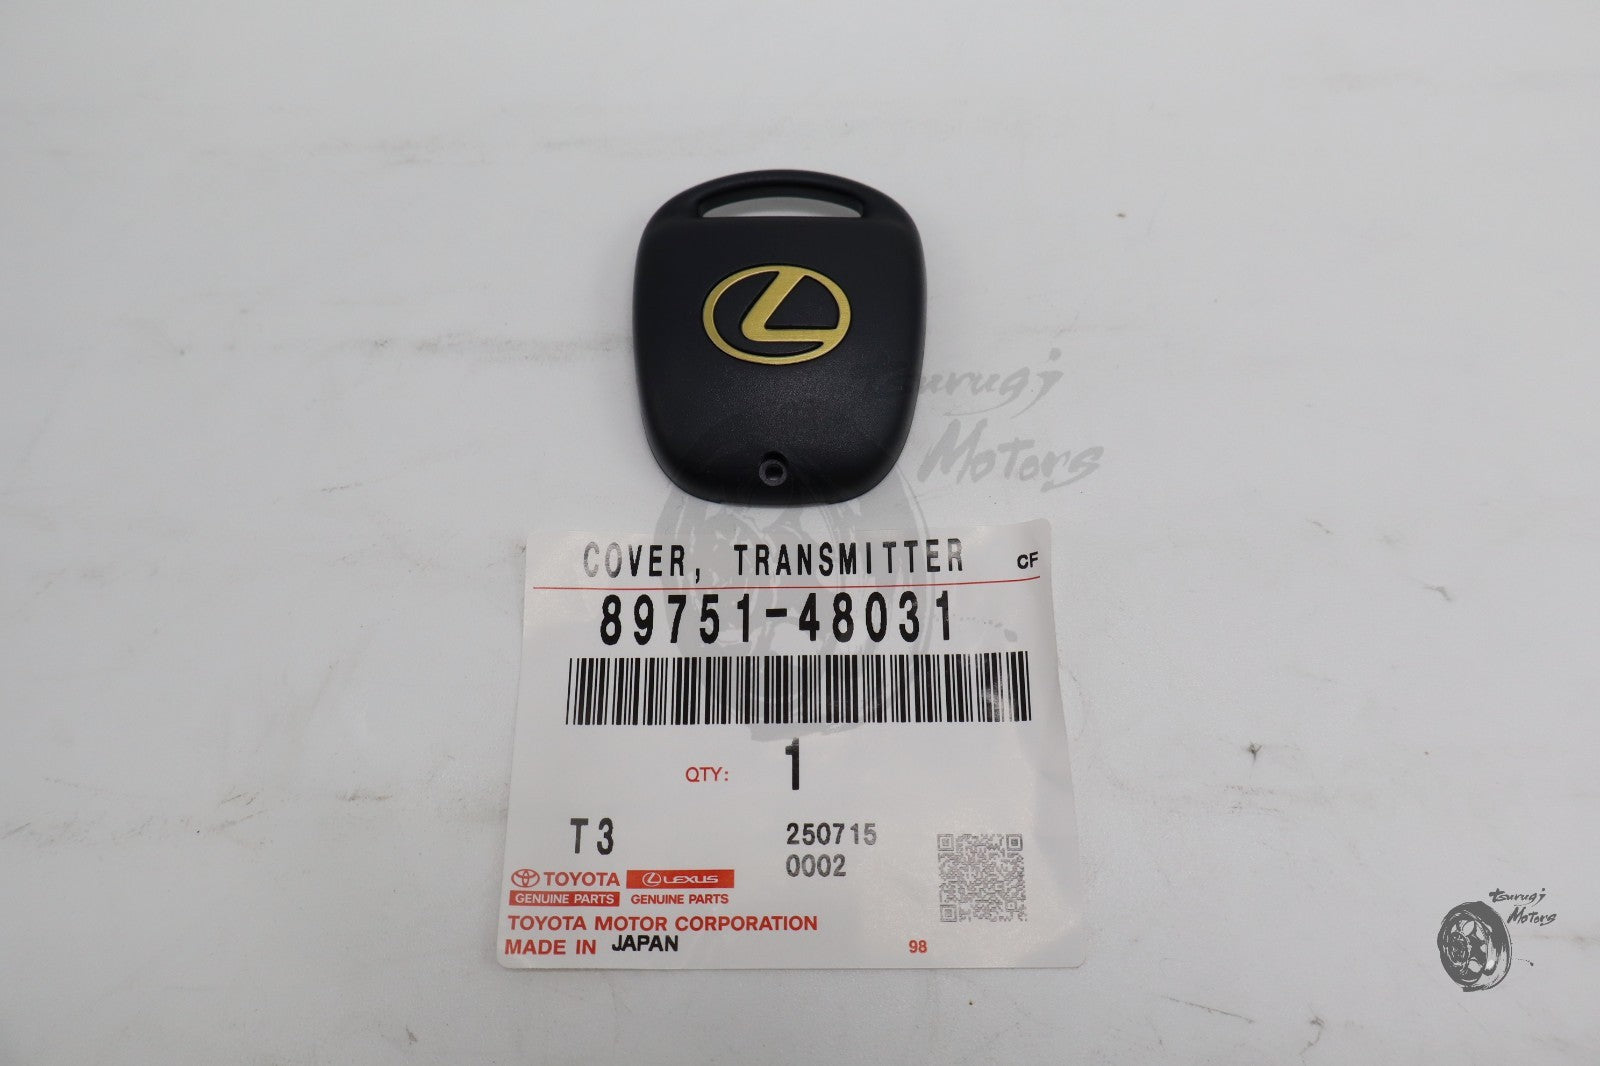 Tsurugi
Motors
COVER, TRANSMITTER CF
89751-48031
QTY: 1
T3 250715
0002
TOYOTA LEXUS
GENUINE PARTS GENUINE PARTS
TOYOTA MOTOR CORPORATION
MADE IN JAPAN 98
Tsurugi
Motors